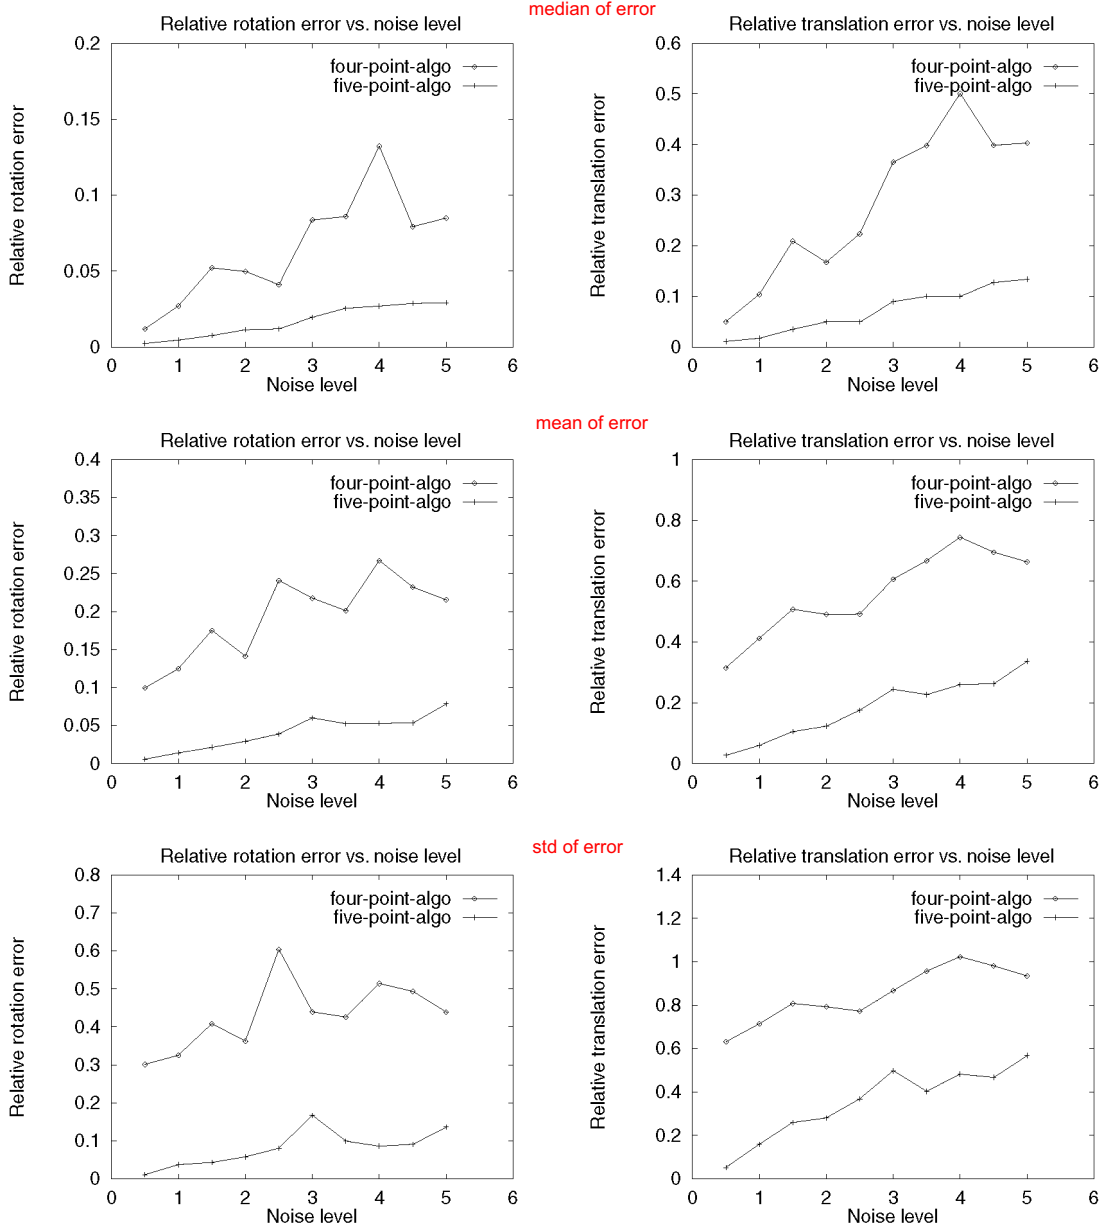 median of error
Relative rotation error vs. noise level
Relative rotation error
0.2
0.15
0.1
0.05
0
four-point-algo
five-point-algo
0 1 2 3 4 5 6
Noise level
Relative translation error vs. noise level
Relative translation error
0.6
0.5
0.4
0.3
0.2
0.1
0
four-point-algo
five-point-algo
0 1 2 3 4 5 6
Noise level
mean of error
Relative rotation error vs. noise level
Relative rotation error
0.4
0.35
0.3
0.25
0.2
0.15
0.1
0.05
0
four-point-algo
five-point-algo
0 1 2 3 4 5 6
Noise level
Relative translation error vs. noise level
Relative translation error
1
0.8
0.6
0.4
0.2
0
four-point-algo
five-point-algo
0 1 2 3 4 5 6
Noise level
std of error
Relative rotation error vs. noise level
Relative rotation error
0.8
0.7
0.6
0.5
0.4
0.3
0.2
0.1
0
four-point-algo
five-point-algo
0 1 2 3 4 5 6
Noise level
Relative translation error vs. noise level
Relative translation error
1.4
1.2
1
0.8
0.6
0.4
0.2
0
four-point-algo
five-point-algo
0 1 2 3 4 5 6
Noise level